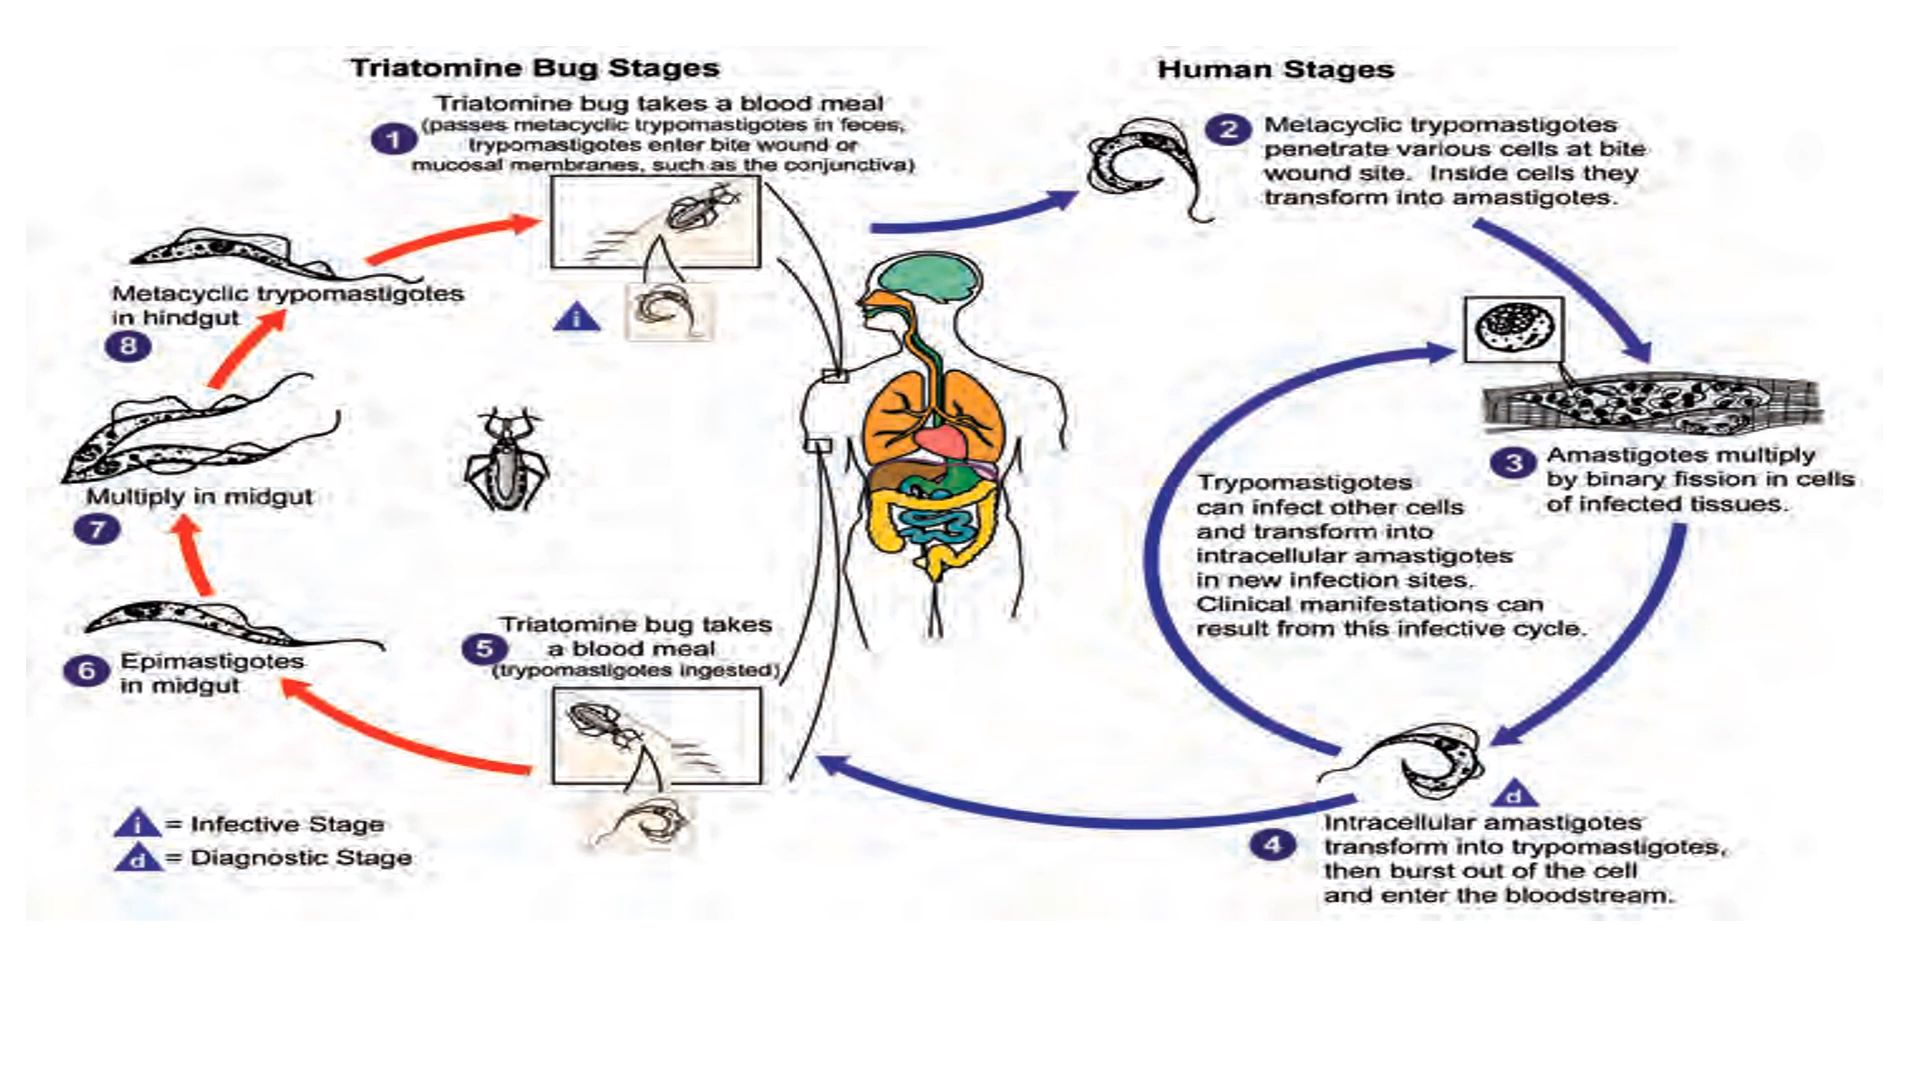 Triatomine Bug Stages
Human Stages
1
Triatomine bug takes a blood meal
(passes metacyclic trypomastigotes in feces,
trypomastigotes enter bite wound or
mucosal membranes, such as the conjunctiva)
2
Metacyclic trypomastigotes
penetrate various cells at bite
wound site. Inside cells they
transform into amastigotes.
i
Metacyclic trypomastigotes
in hindgut
8
3
Amastigotes multiply
by binary fission in cells
of infected tissues.
Trypomastigotes
can infect other cells
and transform into
intracellular amastigotes
in new infection sites.
Clinical manifestations can
result from this infective cycle.
Multiply in midgut
7
5
Triatomine bug takes
a blood meal
(trypomastigotes ingested)
6
Epimastigotes
in midgut
d
4
Intracellular amastigotes
transform into trypomastigotes,
then burst out of the cell
and enter the bloodstream.
i = Infective Stage
d = Diagnostic Stage